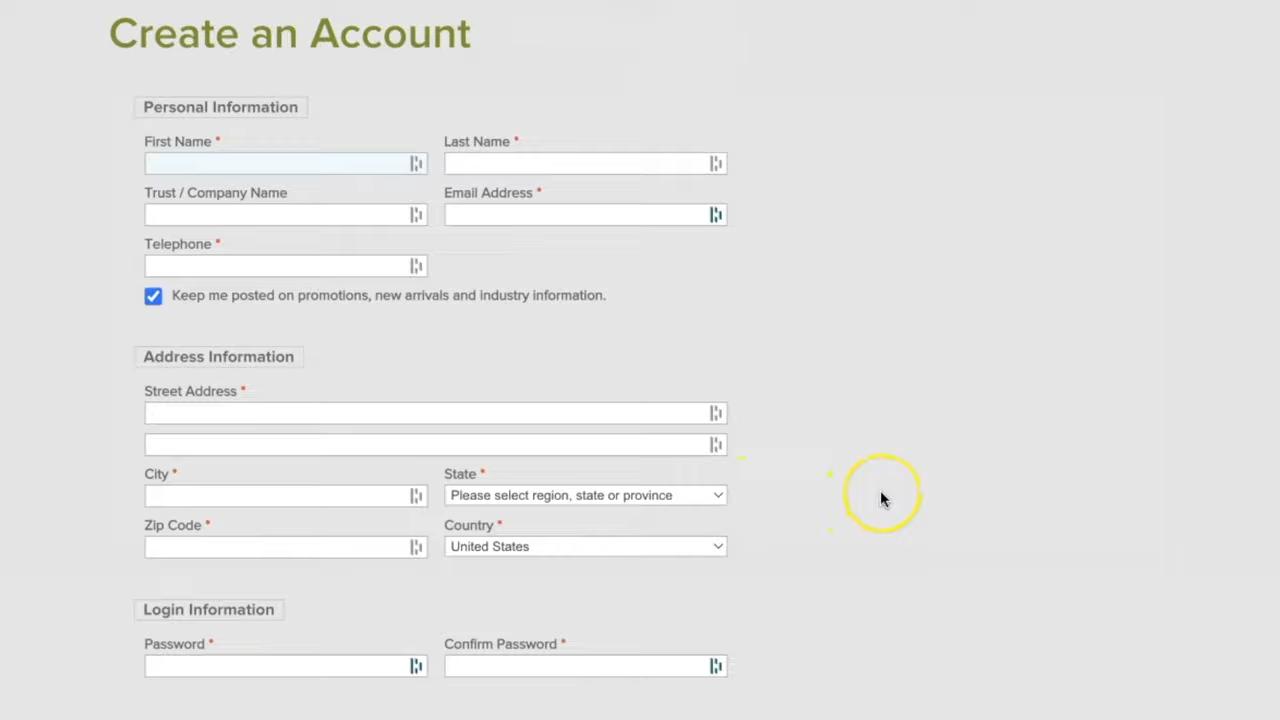 Create an Account
Personal Information
First Name * Last Name *
Trust / Company Name Email Address *
Telephone *
Keep me posted on promotions, new arrivals and industry information.
Address Information
Street Address *
City * State *
Please select region, state or province
Zip Code * Country *
United States
Login Information
Password * Confirm Password *